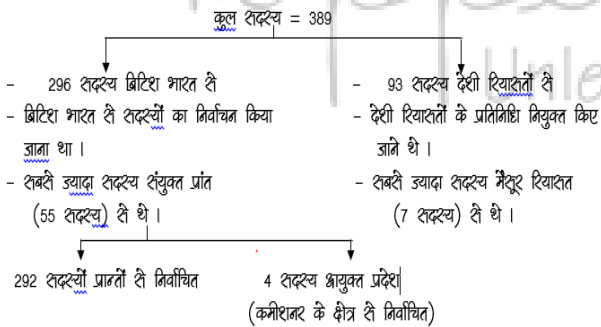 कुल सदस्य = 389
- 296 सदस्य ब्रिटिश भारत से
- ब्रिटिश भारत से सदस्यों का निर्वाचन किया
जाना था ।
- सबसे ज्यादा सदस्य संयुक्त प्रांत
(55 सदस्य) से थे ।
- 93 सदस्य देशी रियासतों से
- देशी रियासतों के प्रतिनिधि नियुक्त किए
जाने थे ।
- सबसे ज्यादा सदस्य मैसूर रियासत
(7 सदस्य) से थे ।
292 सदस्यों प्रान्तों से निर्वाचित
4 सदस्य आयुक्त प्रदेश
(कमीशनर के क्षेत्र से निर्वाचित)